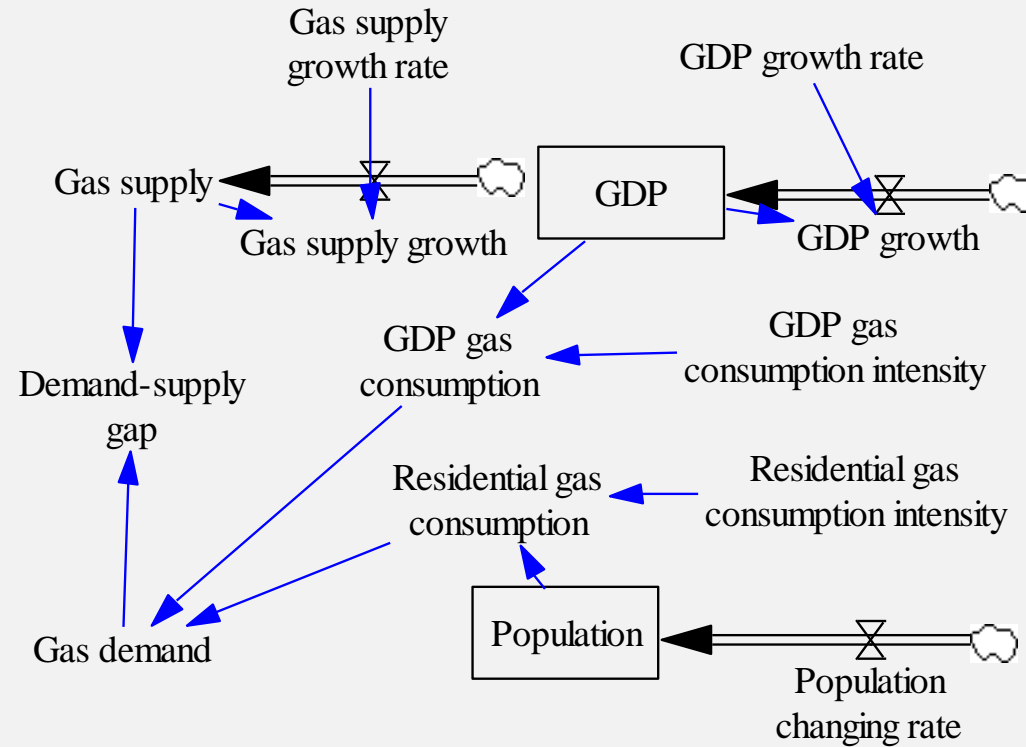 Gas supply
growth rate
GDP growth rate
Gas supply
GDP
Gas supply growth
GDP growth
GDP gas
consumption
GDP gas
consumption intensity
Demand-supply
gap
Residential gas
consumption
Residential gas
consumption intensity
Gas demand
Population
Population
changing rate